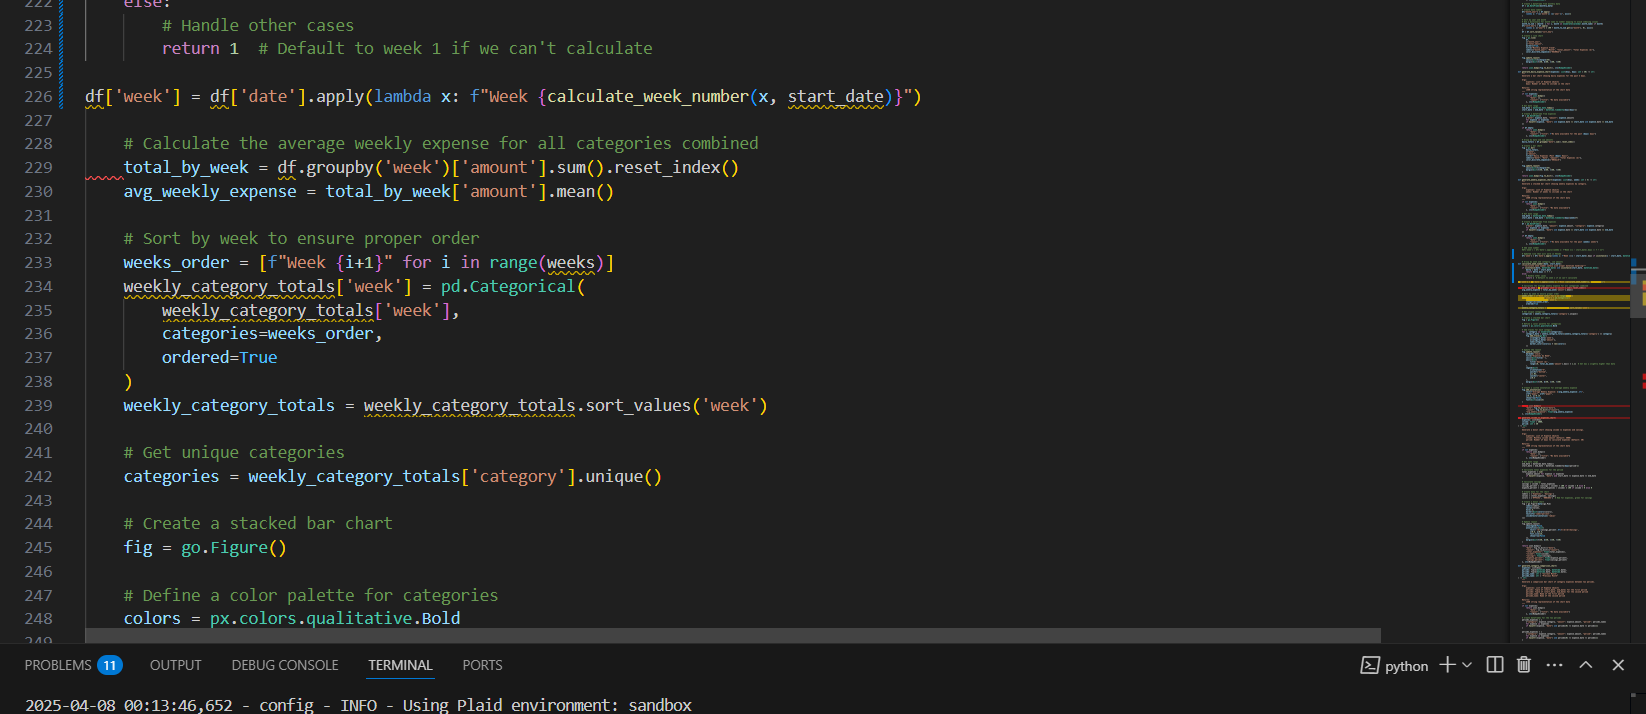 222 else:
223 # Handle other cases
224 return 1  # Default to week 1 if we can't calculate
225
226 df['week'] = df['date'].apply(lambda x: f"Week {calculate_week_number(x, start_date)}")
227
228 # Calculate the average weekly expense for all categories combined
229 total_by_week = df.groupby('week')['amount'].sum().reset_index()
230 avg_weekly_expense = total_by_week['amount'].mean()
231
232 # Sort by week to ensure proper order
233 weeks_order = [f"Week {i+1}" for i in range(weeks)]
234 weekly_category_totals['week'] = pd.Categorical(
235 weekly_category_totals['week'],
236 categories=weeks_order,
237 ordered=True
238 )
239 weekly_category_totals = weekly_category_totals.sort_values('week')
240
241 # Get unique categories
242 categories = weekly_category_totals['category'].unique()
243
244 # Create a stacked bar chart
245 fig = go.Figure()
246
247 # Define a color palette for categories
248 colors = px.colors.qualitative.Bold
249
PROBLEMS 11 OUTPUT DEBUG CONSOLE TERMINAL PORTS python
2025-04-08 00:13:46,652 - config - INFO - Using Plaid environment: sandbox